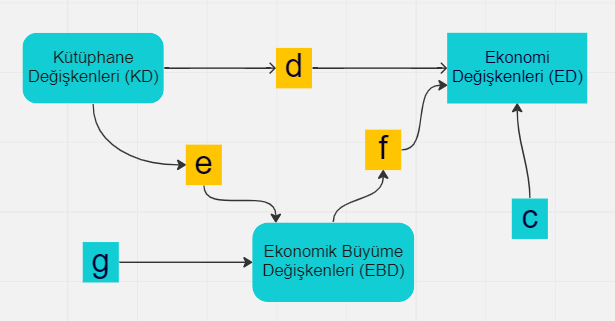 Kütüphane
Değişkenleri (KD)
d
Ekonomi
Değişkenleri (ED)
e
f
c
g
Ekonomik Büyüme
Değişkenleri (EBD)